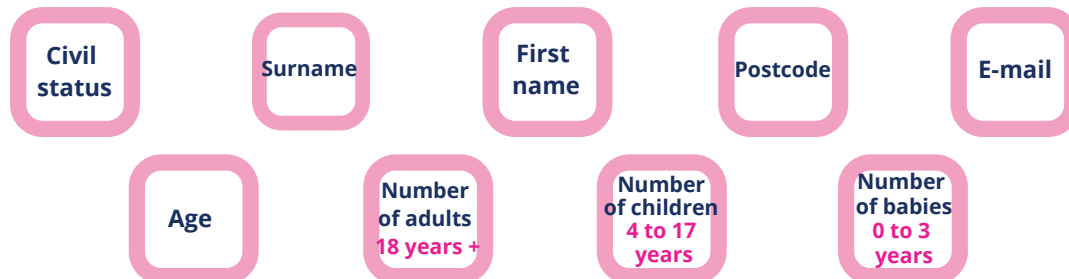 Civil
status
Surname
First
name
Postcode
E-mail
Age
Number
of adults
18 years +
Number
of children
4 to 17
years
Number
of babies
0 to 3
years